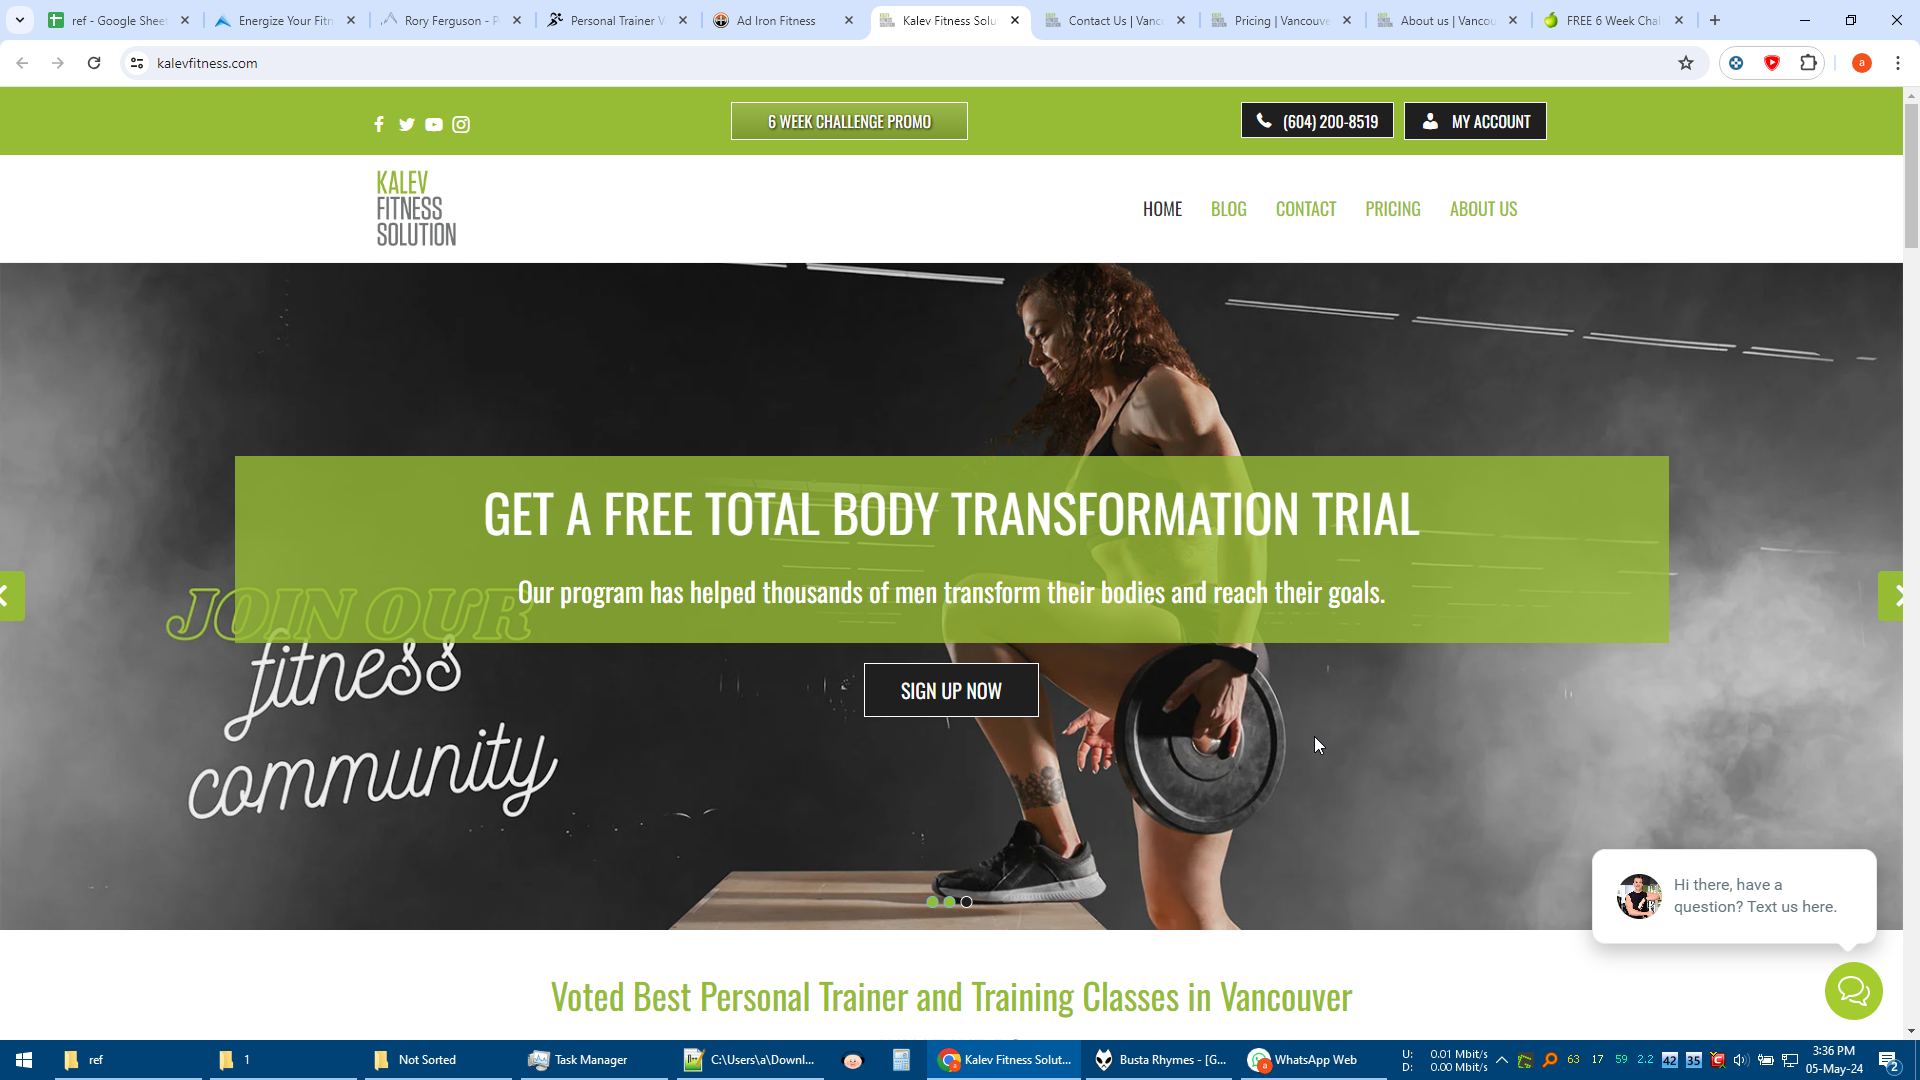 ref - Google Shee
Energize Your Fitn
Rory Ferguson - P
Personal Trainer V
Ad Iron Fitness
Kalev Fitness Solu
Contact Us | Vanc
Pricing | Vancouve
About us | Vancou
FREE 6 Week Chal
kalevfitness.com
a
6 WEEK CHALLENGE PROMO
(604) 200-8519
MY ACCOUNT
KALEV
FITNESS
SOLUTION
HOME
BLOG
CONTACT
PRICING
ABOUT US
GET A FREE TOTAL BODY TRANSFORMATION TRIAL
Our program has helped thousands of men transform their bodies and reach their goals.
JOIN OUR
fitness
community
SIGN UP NOW
Hi there, have a
question? Text us here.
Voted Best Personal Trainer and Training Classes in Vancouver
ref
1
Not Sorted
Task Manager
C:\Users\a\Downl...
Kalev Fitness Solut...
Busta Rhymes - [G...
WhatsApp Web
U: 0.01 Mbit/s
D: 0.00 Mbit/s
63
17
59
2.2
42
35
3:36 PM
05-May-24
2